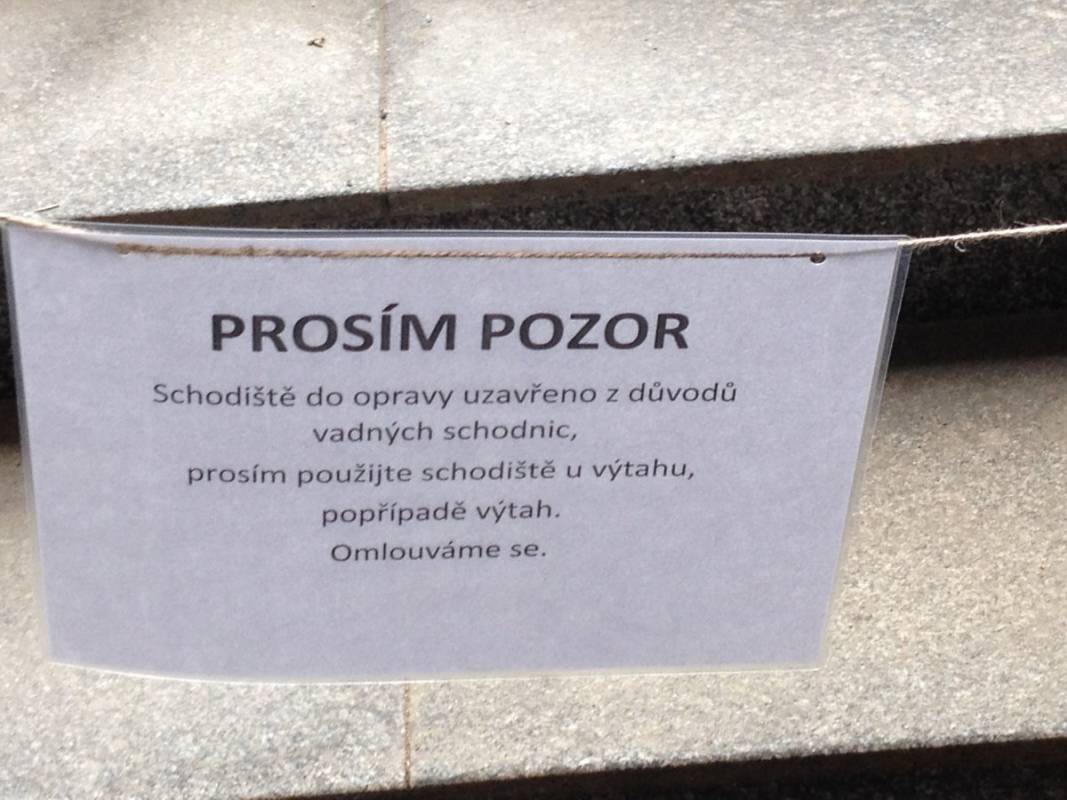 PROSÍM POZOR
Schodiště do opravy uzavřeno z důvodů
vadných schodnic,
prosím použijte schodiště u výtahu,
popřípadě výtah.
Omlouváme se.